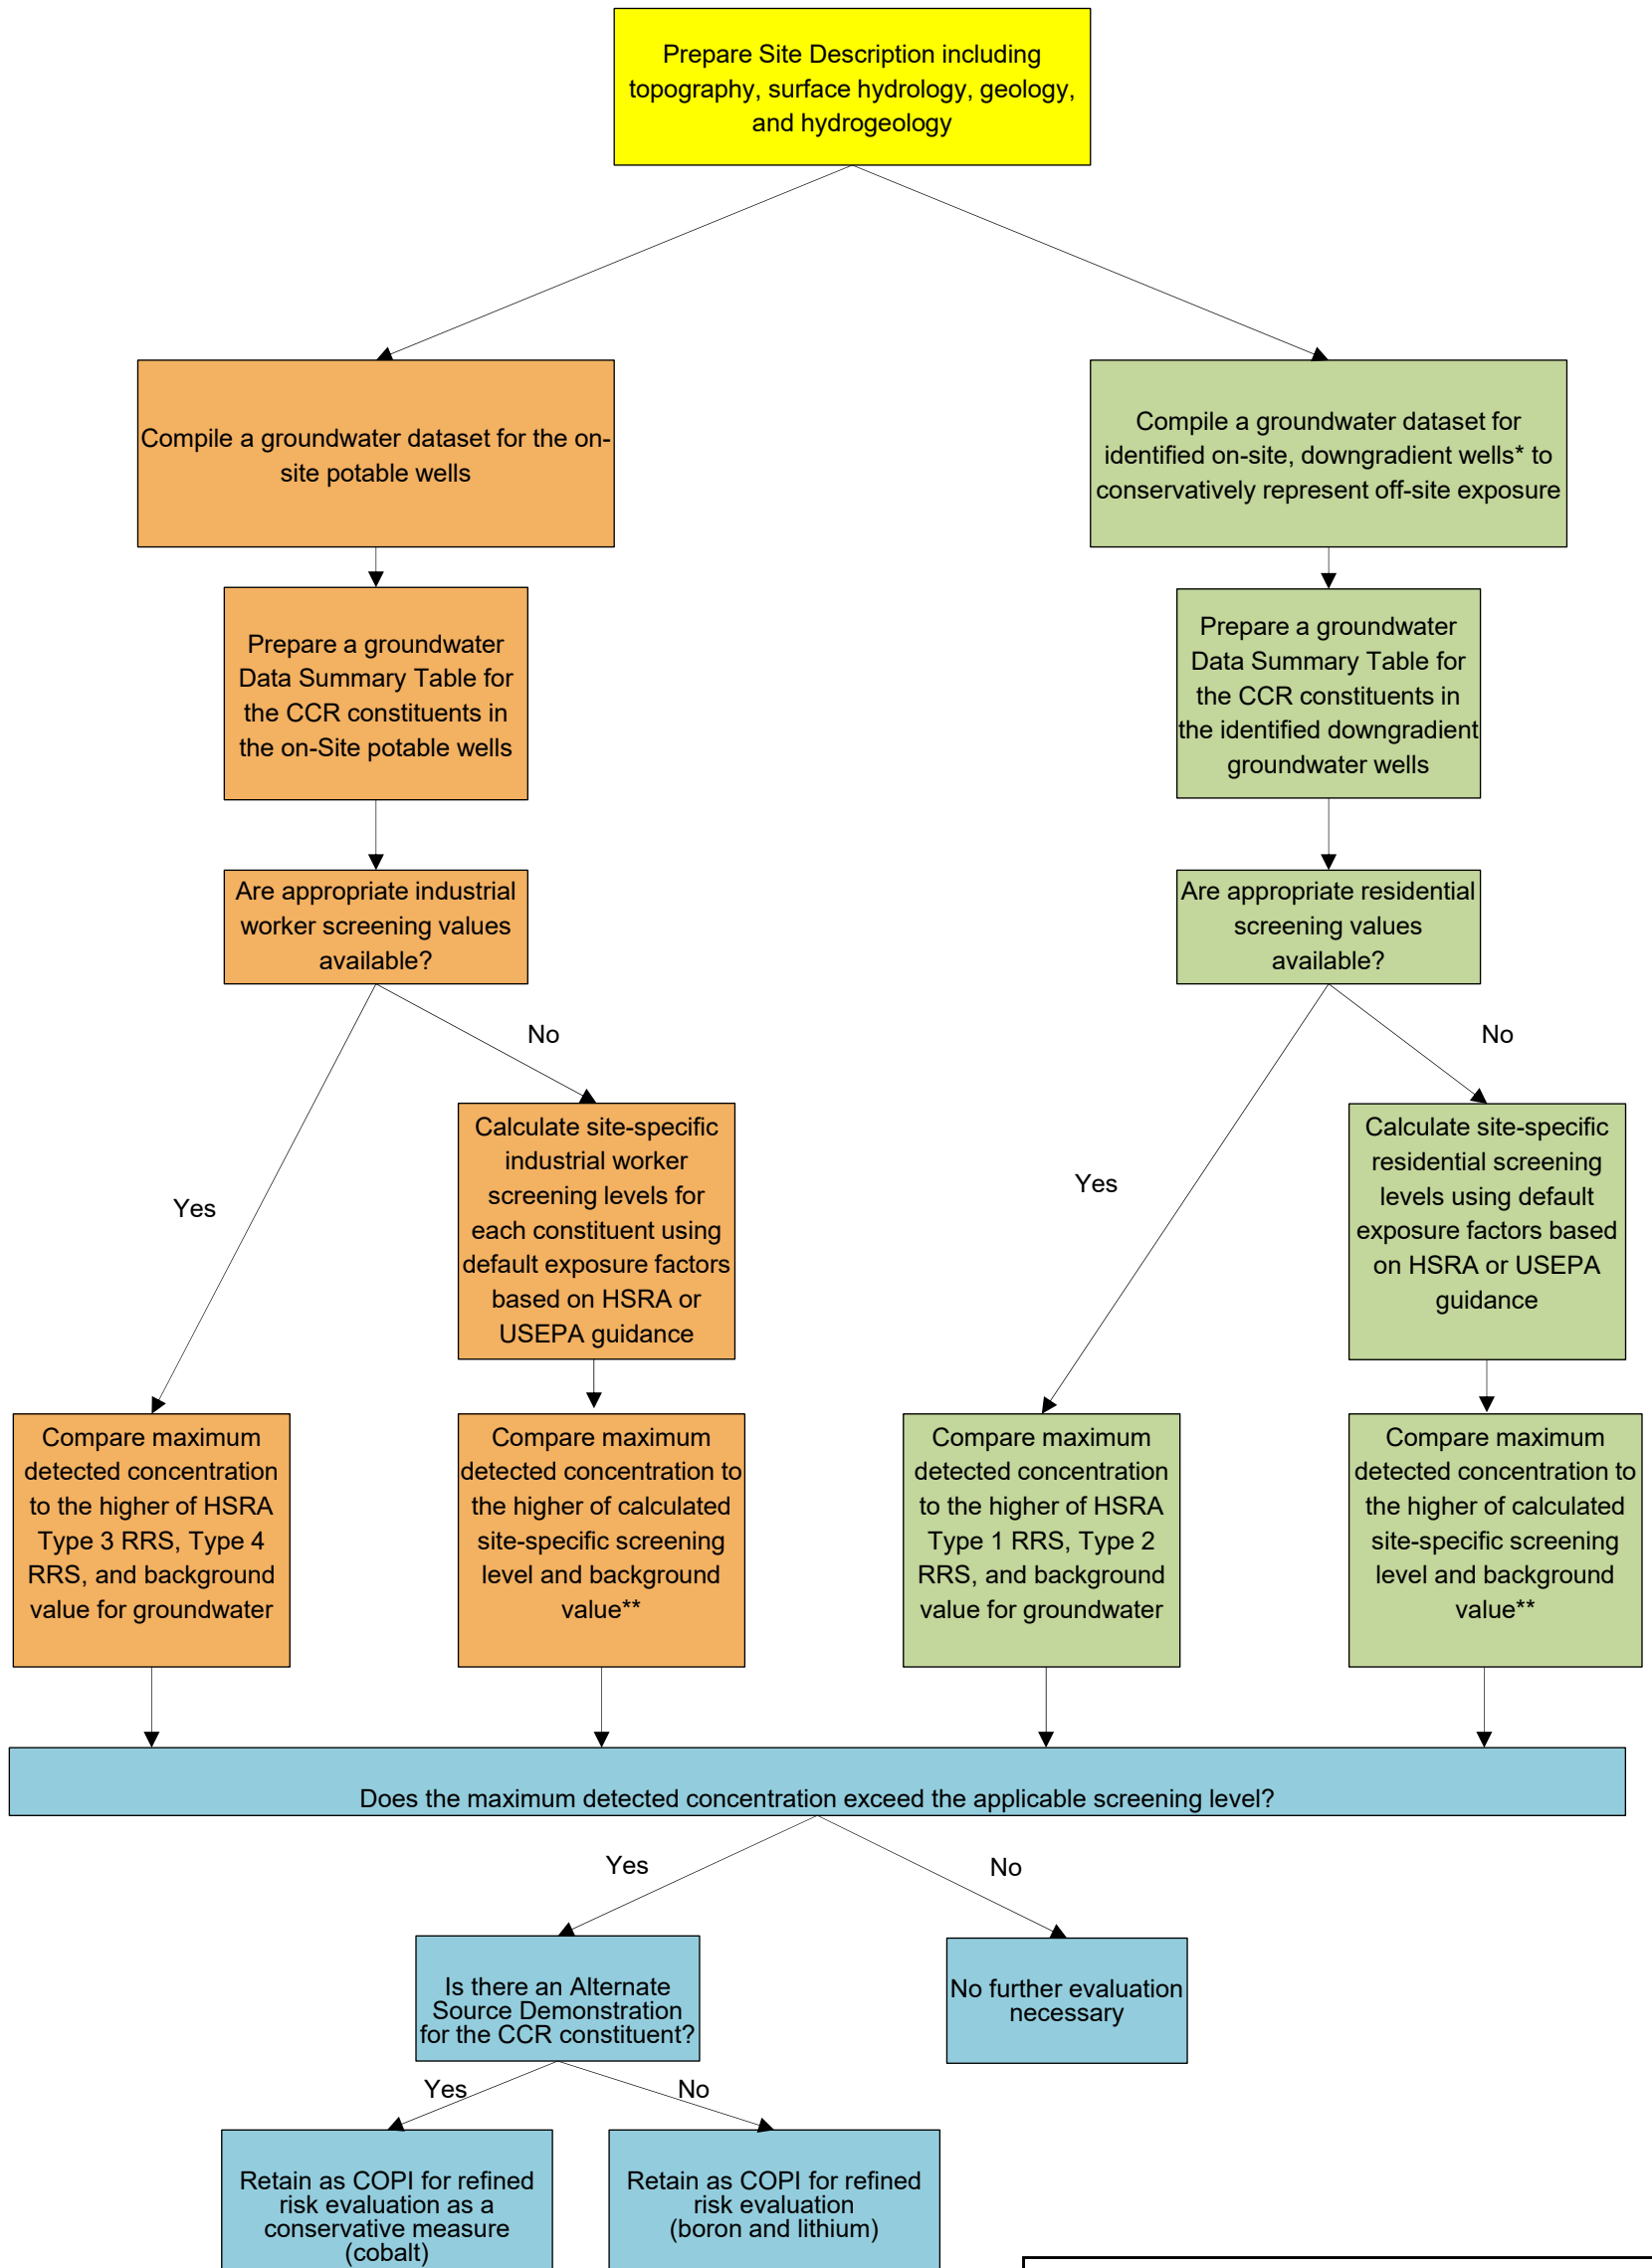 Prepare Site Description including
topography, surface hydrology, geology,
and hydrogeology
Compile a groundwater dataset for the on-
site potable wells
Compile a groundwater dataset for
identified on-site, downgradient wells* to
conservatively represent off-site exposure
Prepare a groundwater
Data Summary Table for
the CCR constituents in
the on-Site potable wells
Prepare a groundwater
Data Summary Table for
the CCR constituents in
the identified downgradient
groundwater wells
Are appropriate industrial
worker screening values
available?
Are appropriate residential
screening values
available?
No
No
Calculate site-specific
industrial worker
screening levels for
each constituent using
default exposure factors
based on HSRA or
USEPA guidance
Calculate site-specific
residential screening
levels using default
exposure factors based
on HSRA or USEPA
guidance
Yes
Yes
Compare maximum
detected concentration
to the higher of HSRA
Type 3 RRS, Type 4
RRS, and background
value for groundwater
Compare maximum
detected concentration to
the higher of calculated
site-specific screening
level and background
value**
Compare maximum
detected concentration
to the higher of HSRA
Type 1 RRS, Type 2
RRS, and background
value for groundwater
Compare maximum
detected concentration to
the higher of calculated
site-specific screening
level and background
value**
Does the maximum detected concentration exceed the applicable screening level?
Yes
No
Is there an Alternate
Source Demonstration
for the CCR constituent?
No further evaluation
necessary
Yes
No
Retain as COPI for refined
risk evaluation as a
conservative measure
(cobalt)
Retain as COPI for refined
risk evaluation
(boron and lithium)